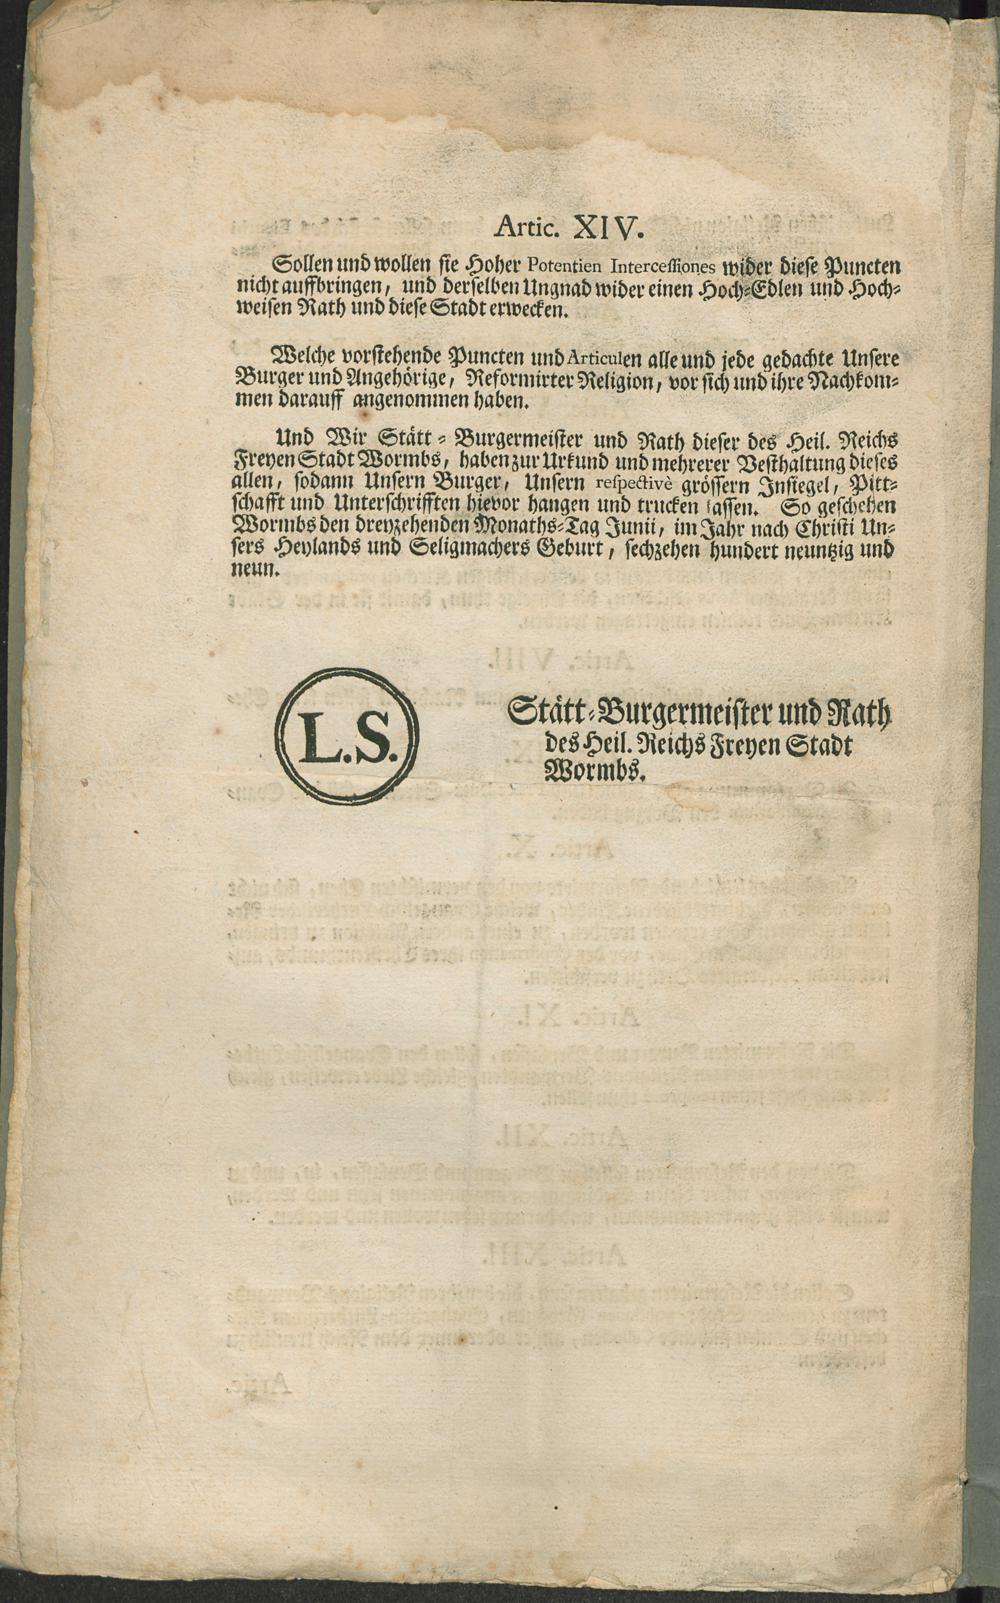 Artic. XIV.
Sollen und wollen sie Hoher Potentien Intercessiones wider diese Puncten
nicht auffbringen, und derselben Ungnad wider einen Hoch-Edlen und Hoch-
weisen Rath und diese Stadt erwecken.
Welche vorstehende Puncten und Articulen alle und jede gedachte Unsere
Burger und Angehörige, Reformirter Religion, vor sich und ihre Nachkom-
men darauff angenommen haben.
Und Wir Stätt-Burgermeister und Rath dieser des Heil. Reichs
Freyen Stadt Wormbs, haben zur Urkund und mehrerer Vesthaltung dieses
allen, sodann Unsern Burger, Unsern respectivè grössern Insiegel, Pitt-
schafft und Unterschrifften hievor hangen und trucken lassen. So geschehen
Wormbs den dreyzehenden Monaths-Tag Junii, im Jahr nach Christi Un-
sers Heylands und Seligmachers Geburt, sechzehen hundert neuntzig und
neun.
L.S.
Stätt-Burgermeister und Rath
des Heil. Reichs Freyen Stadt
Wormbs.